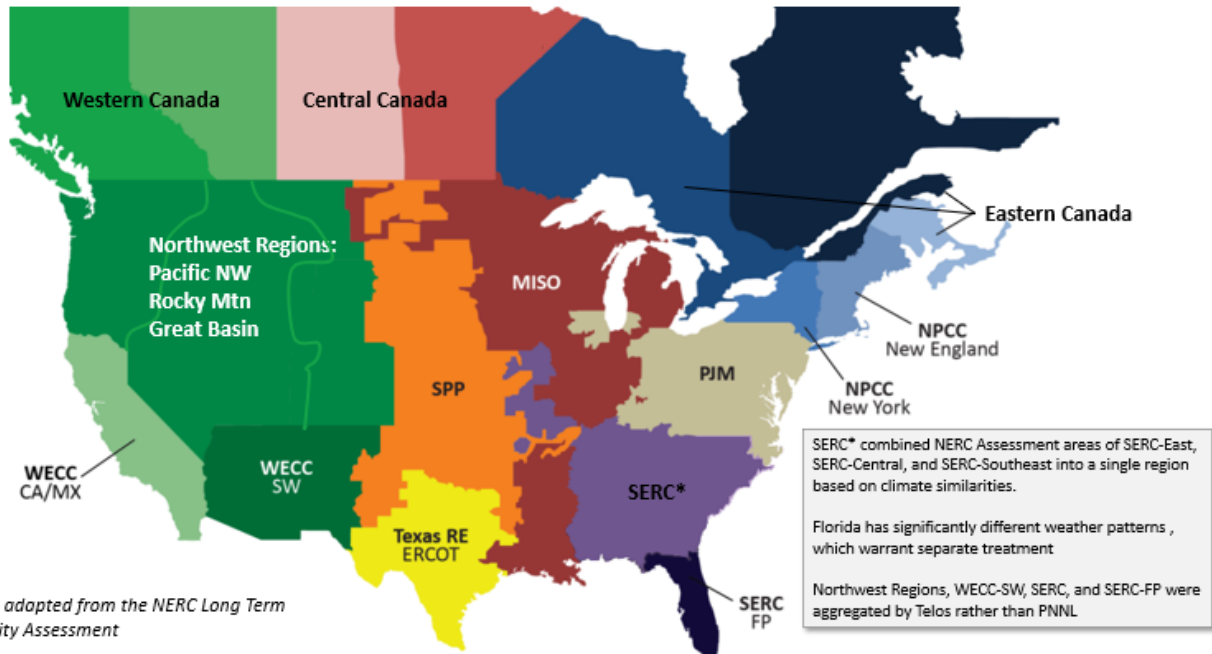 Western Canada
Central Canada
Eastern Canada
Northwest Regions:
Pacific NW
Rocky Mtn
Great Basin
MISO
NPCC
New England
SPP
PJM
NPCC
New York
WECC
CA/MX
WECC
SW
SERC*
Texas RE
ERCOT
SERC
FP
SERC* combined NERC Assessment areas of SERC-East,
SERC-Central, and SERC-Southeast into a single region
based on climate similarities.
Florida has significantly different weather patterns ,
which warrant separate treatment
Northwest Regions, WECC-SW, SERC, and SERC-FP were
aggregated by Telos rather than PNNL
adopted from the NERC Long Term
ity Assessment